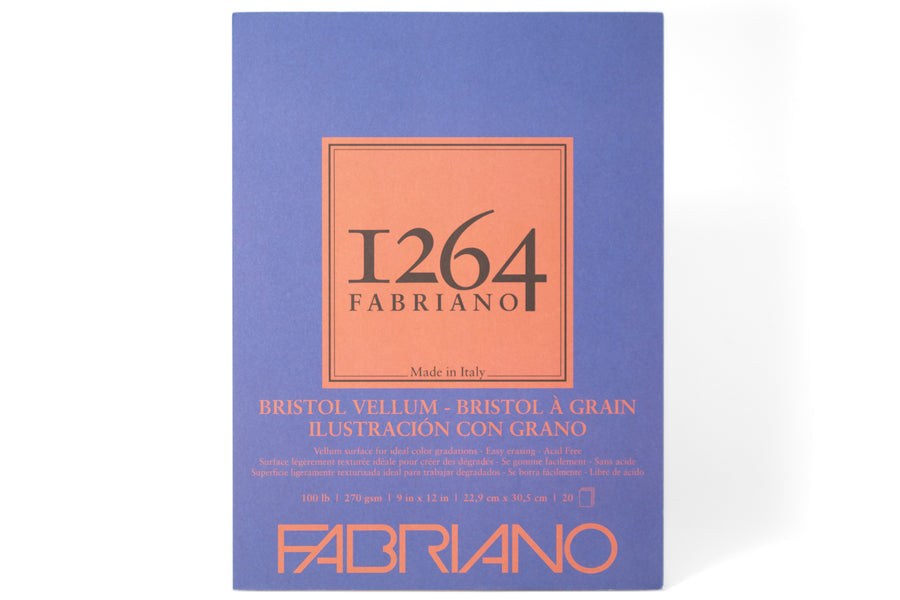 1264
FABRIANO
Made in Italy
BRISTOL VELLUM - BRISTOL À GRAIN
ILUSTRACIÓN CON GRANO
Vellum surface for ideal color gradations - Easy erasing - Acid Free
Surface légèrement texturée idéale pour créer des dégradés - Se gomme facilement - Sans acide
Superficie ligeramente texturizada ideal para trabajar degradados - Se borra fácilmente - Libre de ácido
100 lb | 270 gsm | 9 in x 12 in | 22,9 cm x 30,5 cm | 20
FABRIANO